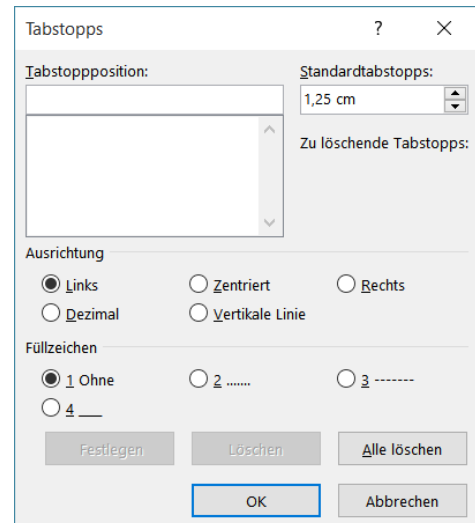 Tabstopps ?
Tabstoppposition: Standardtabstopps:
1,25 cm
Zu löschende Tabstopps:
Ausrichtung
Links Zentriert Rechts
Dezimal Vertikale Linie
Füllzeichen
1 Ohne 2 ....... 3 -------
4 ___
Festlegen Löschen Alle löschen
OK Abbrechen